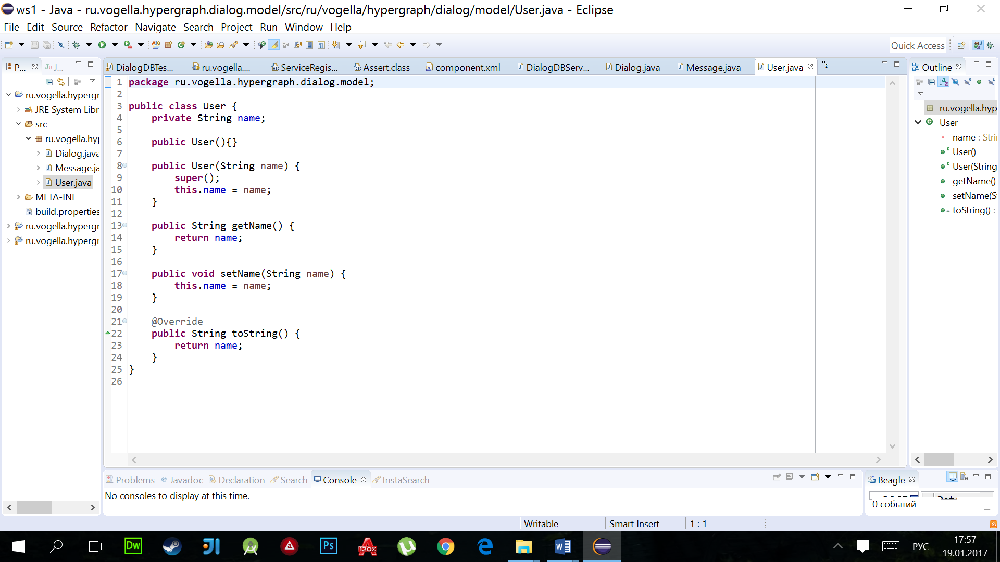 ws1 - Java - ru.vogella.hypergraph.dialog.model/src/ru/vogella/hypergraph/dialog/model/User.java - Eclipse
File Edit Source Refactor Navigate Search Project Run Window Help
Quick Access
P... J...
DialogDBTes... ru.vogella.... ServiceRegis... Assert.class component.xml DialogDBServ... Dialog.java Message.java User.java »2
Outline
ru.vogella.hypergr
JRE System Libr
src
ru.vogella.hyp
Dialog.java
Message.ja
User.java
META-INF
build.properties
ru.vogella.hypergr
ru.vogella.hypergr
1 package ru.vogella.hypergraph.dialog.model;
2
3 public class User {
4 private String name;
5
6 public User(){}
7
8 public User(String name) {
9 super();
10 this.name = name;
11 }
12
13 public String getName() {
14 return name;
15 }
16
17 public void setName(String name) {
18 this.name = name;
19 }
20
21 @Override
22 public String toString() {
23 return name;
24 }
25 }
26
ru.vogella.hyp
User
name : Stri
User()
User(String
getName()
setName(S
toString() :
Problems @ Javadoc Declaration Search Console InstaSearch
No consoles to display at this time.
Beagle
0 событий
Writable Smart Insert 1 : 1
Dw Ps 120% W
РУС
17:57
19.01.2017